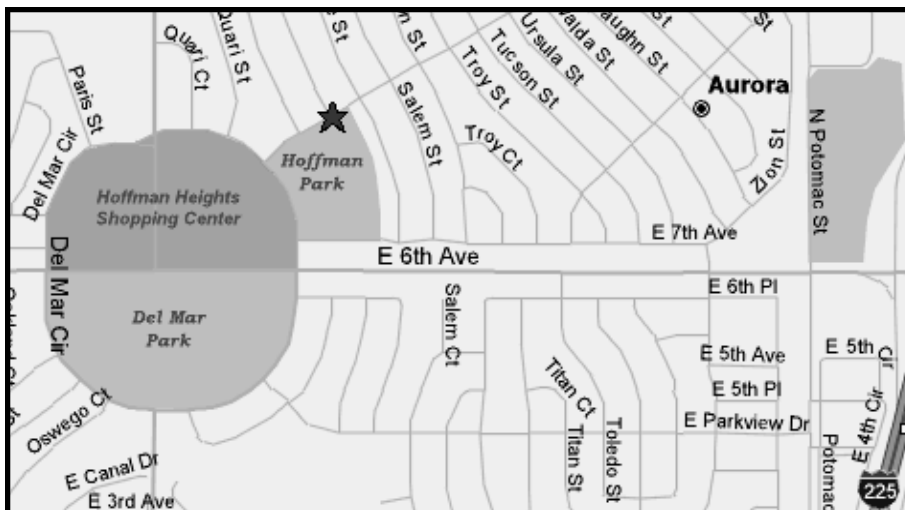 Paris St
Quari Ct
Quari St
St
n St
Salem St
Troy St
Tucson St
Ursula St
St
St
Aurora
Zion St
N Potomac St
Troy Ct
Del Mar Cir
Hoffman
Park
Hoffman Heights
Shopping Center
E 7th Ave
E 6th Ave
Del Mar Cir
Del Mar
Park
E 6th Pl
Salem Ct
E 5th Ave
E 5th Cir
E 5th Pl
Titan Ct
Toledo St
Titan St
E Parkview Dr
E 4th Cir
Potomac
Oswego Ct
St
E Canal Dr
E 3rd Ave
225